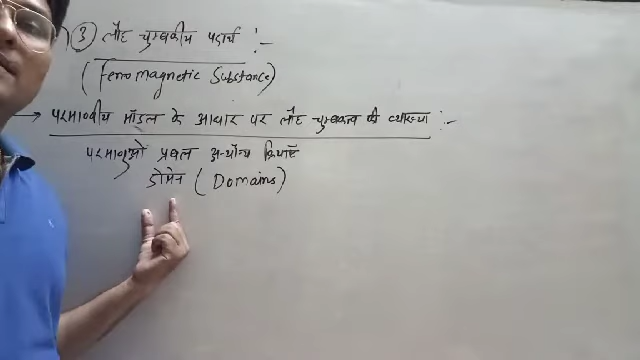 ③ लौह चुम्बकीय पदार्थ :-
(Ferromagnetic Substance)
→ परमाण्वीय मॉडल के आधार पर लौह चुम्बकत्व की व्याख्या :-
परमाणुओ प्रबल अन्योन्य क्रियाएँ
डोमेन (Domains)